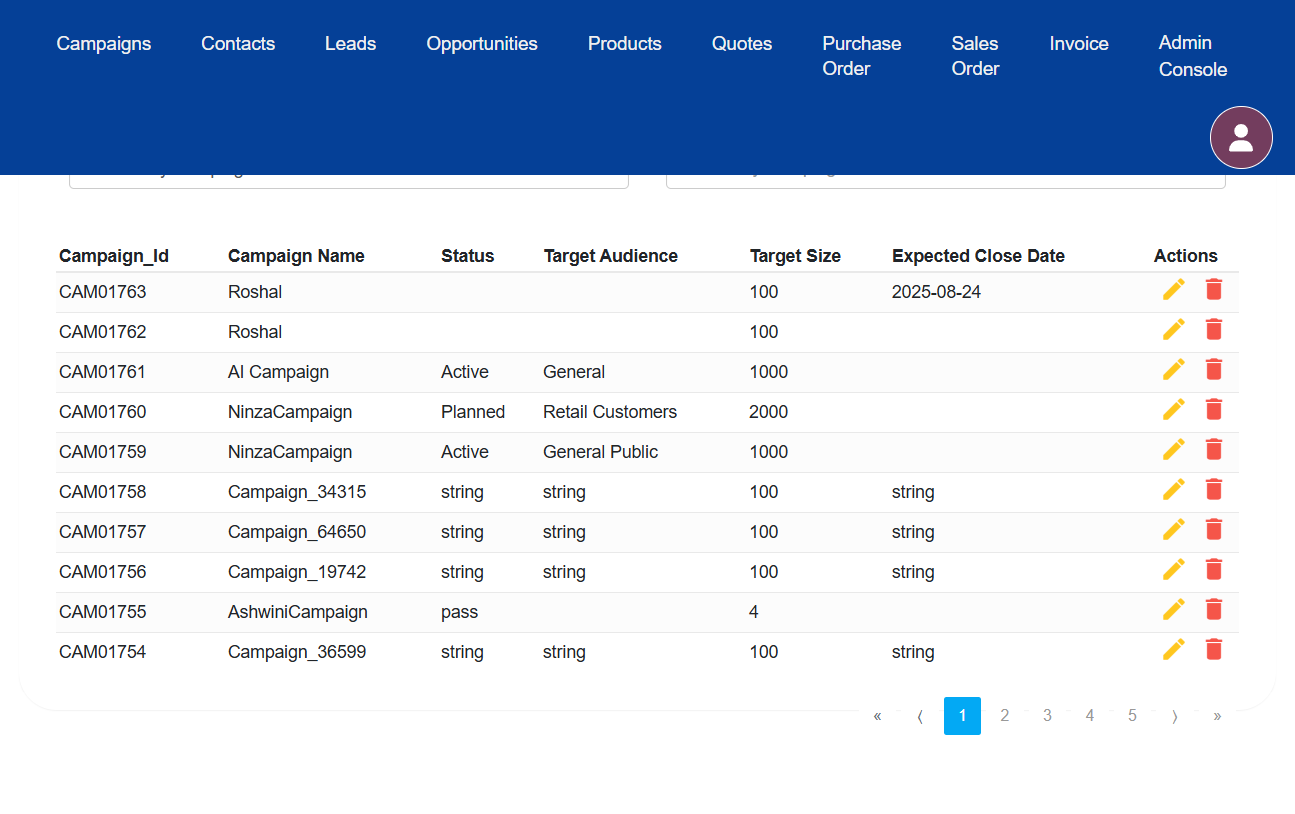 Campaigns Contacts Leads Opportunities Products Quotes Purchase Order Sales Order Invoice Admin Console
Campaign_Id Campaign Name Status Target Audience Target Size Expected Close Date Actions
CAM01763 Roshal 100 2025-08-24
CAM01762 Roshal 100
CAM01761 AI Campaign Active General 1000
CAM01760 NinzaCampaign Planned Retail Customers 2000
CAM01759 NinzaCampaign Active General Public 1000
CAM01758 Campaign_34315 string string 100 string
CAM01757 Campaign_64650 string string 100 string
CAM01756 Campaign_19742 string string 100 string
CAM01755 AshwiniCampaign pass 4
CAM01754 Campaign_36599 string string 100 string
« ⟨ 1 2 3 4 5 ⟩ »